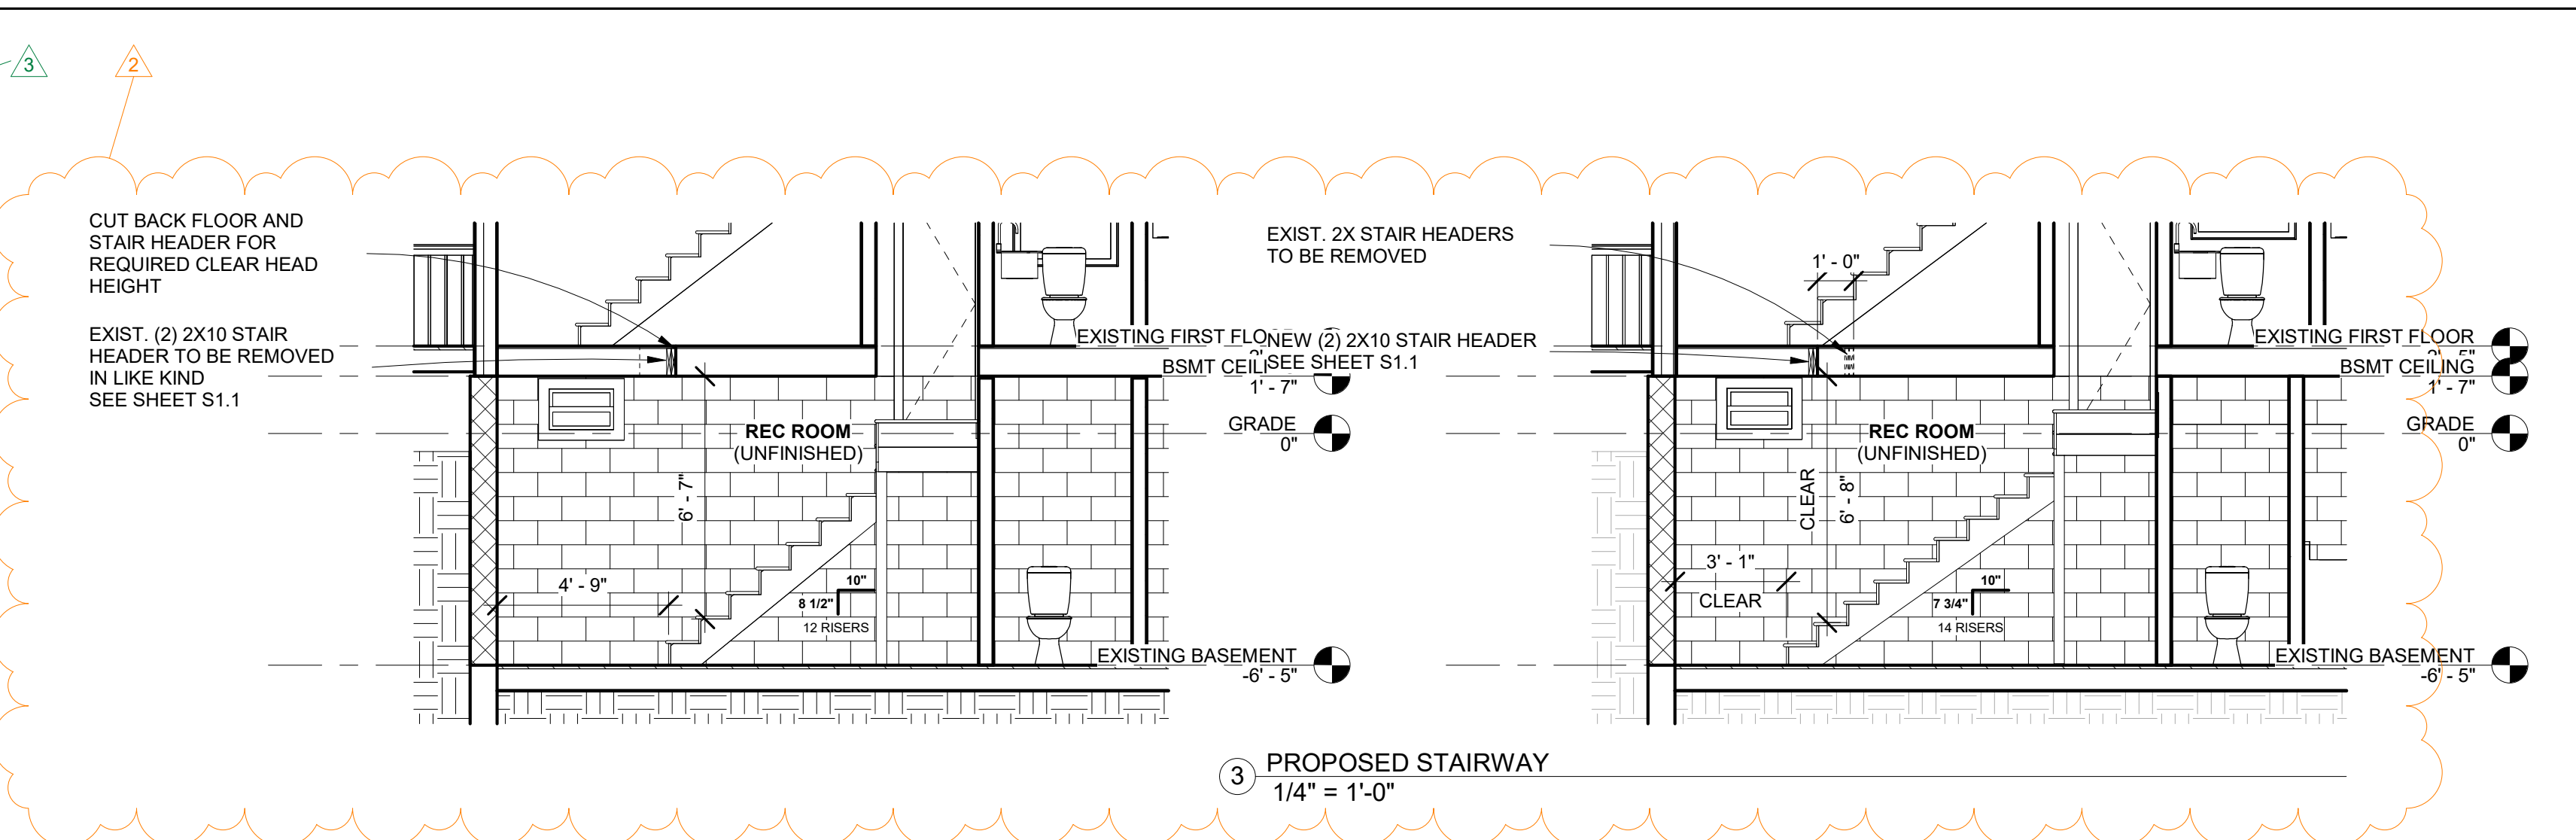 3
2
CUT BACK FLOOR AND
STAIR HEADER FOR
REQUIRED CLEAR HEAD
HEIGHT
EXIST. (2) 2X10 STAIR
HEADER TO BE REMOVED
IN LIKE KIND
SEE SHEET S1.1
EXISTING FIRST FLO
BSMT CEILI
1' - 7"
GRADE
0"
REC ROOM
(UNFINISHED)
6' - 7"
4' - 9"
10"
8 1/2"
12 RISERS
EXISTING BASEMENT
-6' - 5"
EXIST. 2X STAIR HEADERS
TO BE REMOVED
NEW (2) 2X10 STAIR HEADER
SEE SHEET S1.1
1' - 0"
EXISTING FIRST FLOOR
2' - 5"
BSMT CEILING
1' - 7"
GRADE
0"
REC ROOM
(UNFINISHED)
CLEAR
6' - 8"
3' - 1"
CLEAR
10"
7 3/4"
14 RISERS
EXISTING BASEMENT
-6' - 5"
3
PROPOSED STAIRWAY
1/4" = 1'-0"